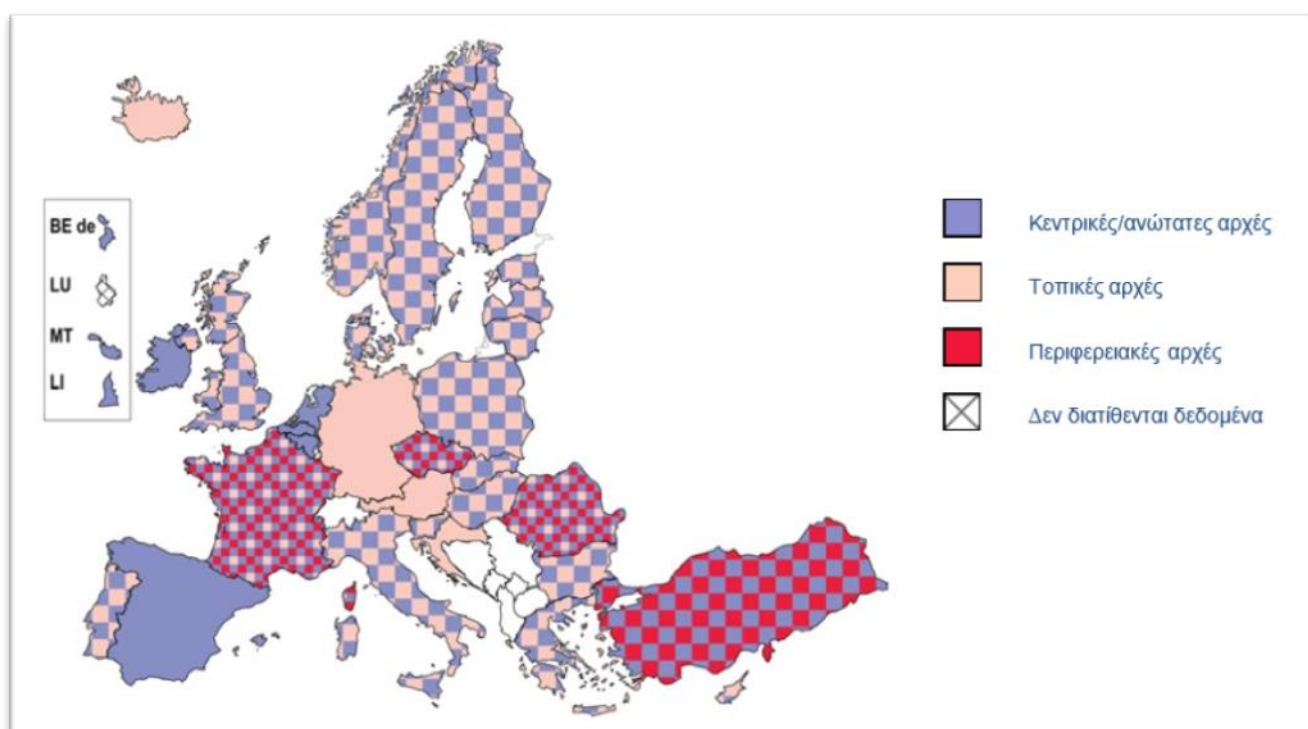 BE de
LU
MT
LI
Κεντρικές/ανώτατες αρχές
Τοπικές αρχές
Περιφερειακές αρχές
Δεν διατίθενται δεδομένα